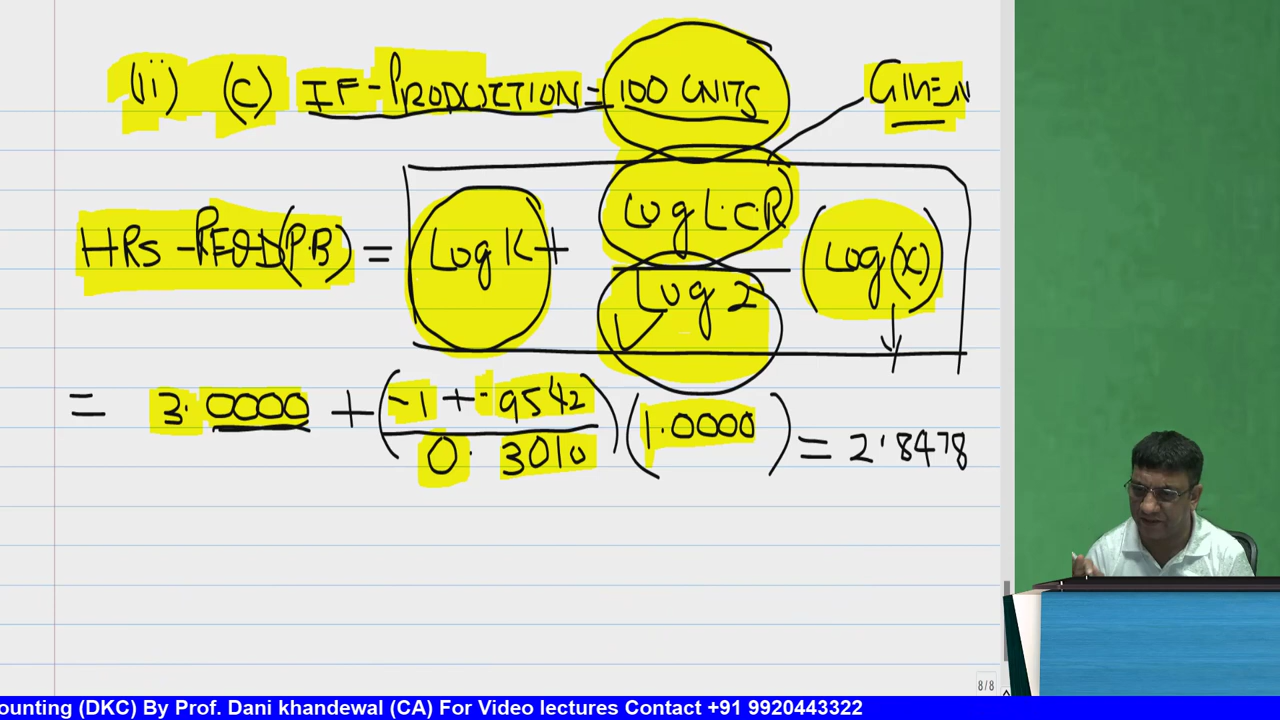 (ii) (C) IF - PRODUCTION = 100 UNITS GIVEN
HRS - REQD (P.B) = Log K + Log L.C.R / Log 2 (Log (X))
= 3.0000 + (-1 + .9542 / 0.3010) (1.0000) = 2.8478
8/8
ounting (DKC) By Prof. Dani khandewal (CA) For Video lectures Contact +91 9920443322